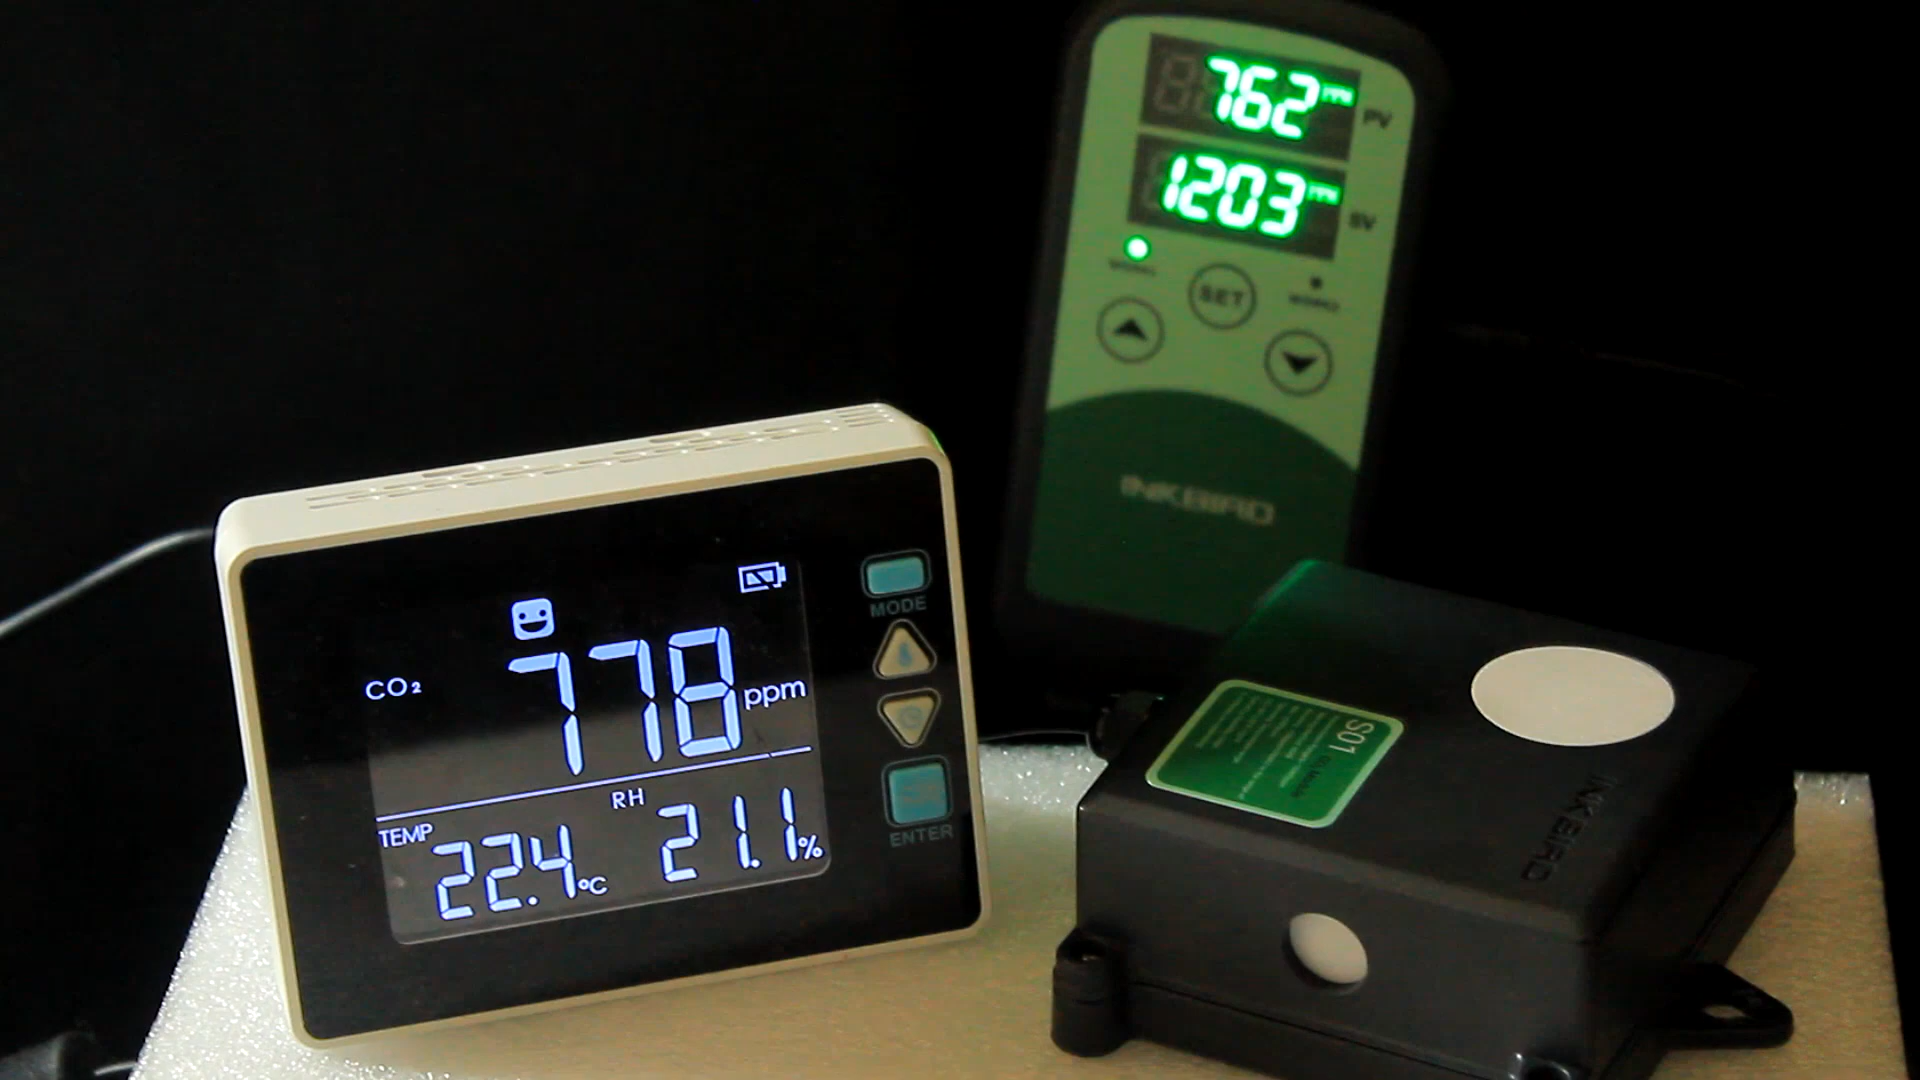 762
PV
1203
SV
SET
INKBIRD
MODE
CO₂ 778 ppm
RH
TEMP 22.4 °C 21.1 %
ENTER
S01
INKBIRD